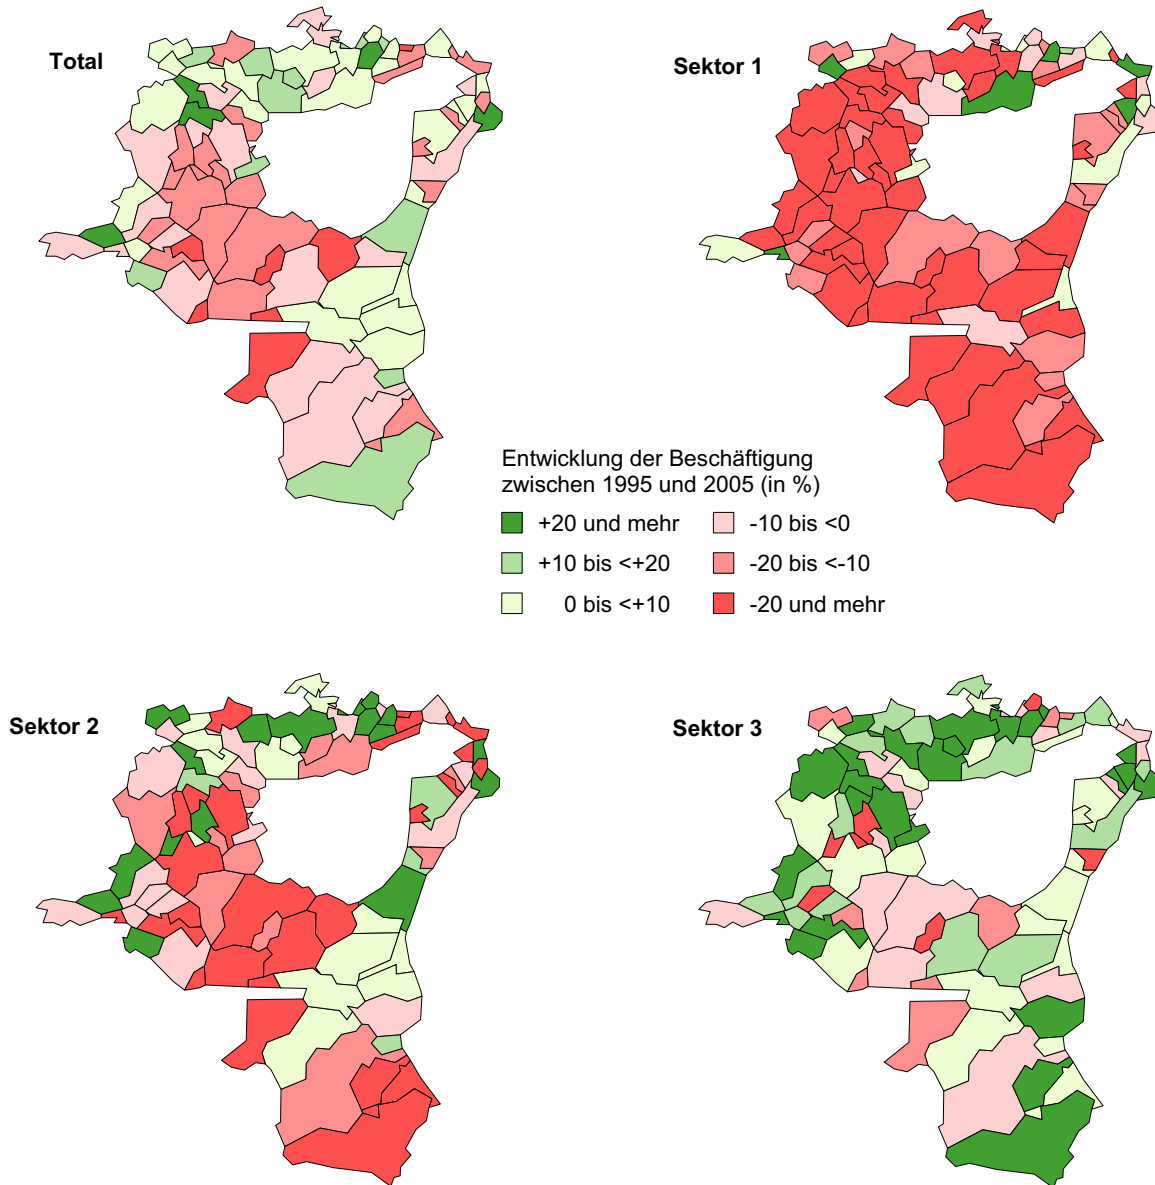 Total
Sektor 1
Entwicklung der Beschäftigung
zwischen 1995 und 2005 (in %)
+20 und mehr
-10 bis <0
+10 bis <+20
-20 bis <-10
0 bis <+10
-20 und mehr
Sektor 2
Sektor 3